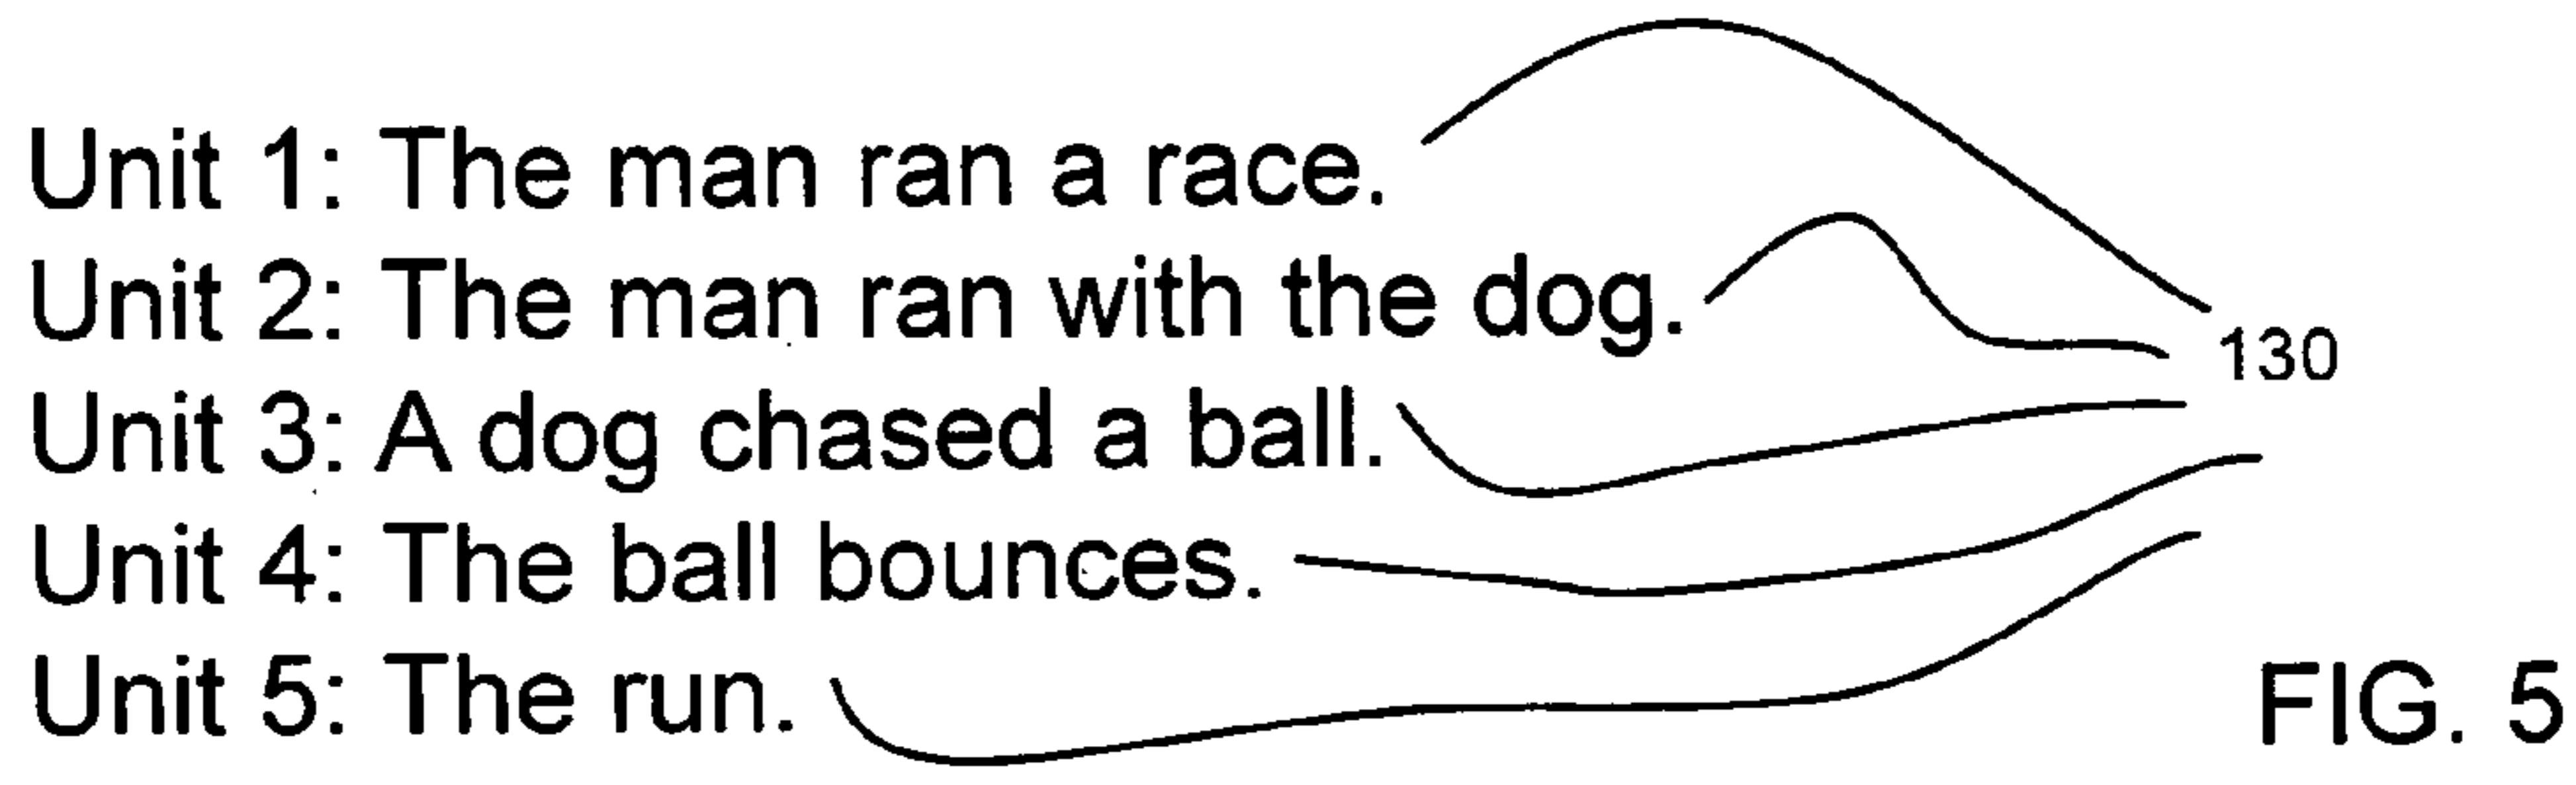 Unit 1: The man ran a race.
Unit 2: The man ran with the dog.
130
Unit 3: A dog chased a ball.
Unit 4: The ball bounces.
Unit 5: The run.
FIG. 5